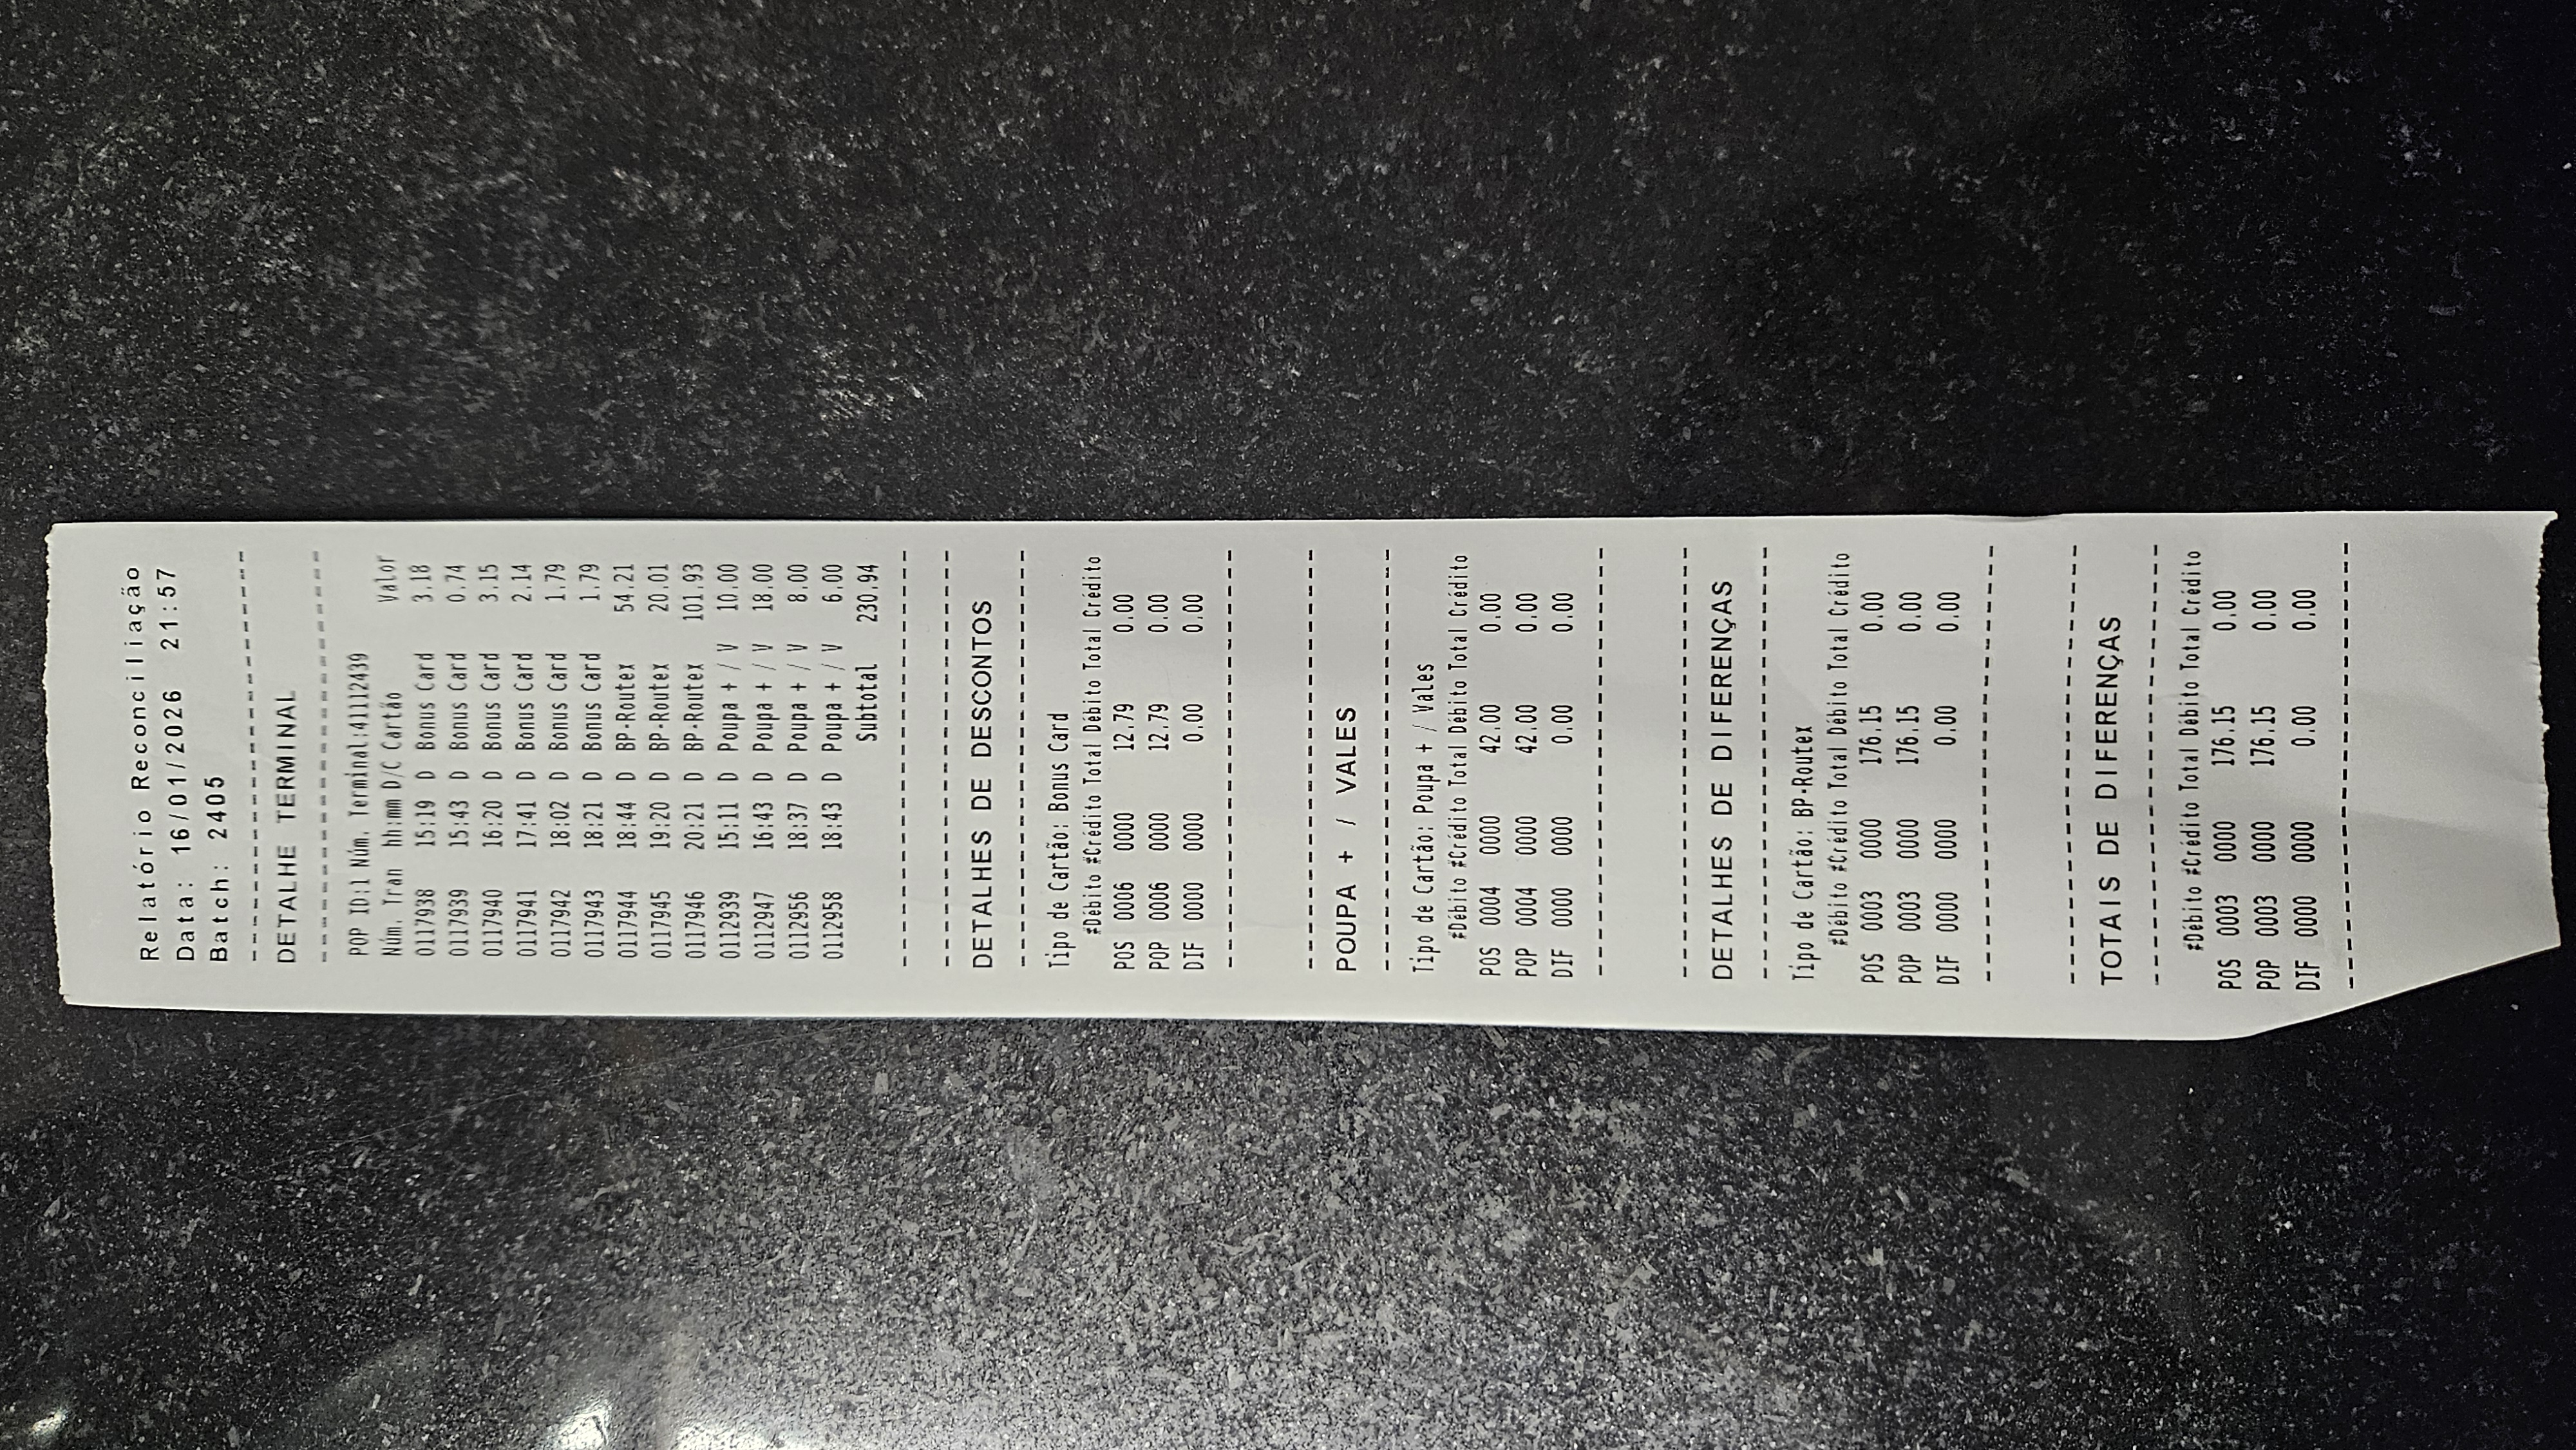 Relatório Reconciliação
Data: 16/01/2026 21:57
Batch: 2405
------------------------
DETALHE TERMINAL
------------------------
POP ID:1 Núm. Terminal:41112439
Núm. Tran hh:mm D/C Cartão Valor
0117938 15:19 D Bonus Card 3.18
0117939 15:43 D Bonus Card 0.74
0117940 16:20 D Bonus Card 3.15
0117941 17:41 D Bonus Card 2.14
0117942 18:02 D Bonus Card 1.79
0117943 18:21 D Bonus Card 1.79
0117944 18:44 D BP-Routex 54.21
0117945 19:20 D BP-Routex 20.01
0117946 20:21 D BP-Routex 101.93
0112939 15:11 D Poupa + / V 10.00
0112947 16:43 D Poupa + / V 18.00
0112956 18:37 D Poupa + / V 8.00
0112958 18:43 D Poupa + / V 6.00
Subtotal 230.94
------------------------
------------------------
DETALHES DE DESCONTOS
------------------------
Tipo de Cartão: Bonus Card
#Débito #Crédito Total Débito Total Crédito
POS 0006 0000 12.79 0.00
POP 0006 0000 12.79 0.00
DIF 0000 0000 0.00 0.00
------------------------
------------------------
POUPA + / VALES
------------------------
Tipo de Cartão: Poupa + / Vales
#Débito #Crédito Total Débito Total Crédito
POS 0004 0000 42.00 0.00
POP 0004 0000 42.00 0.00
DIF 0000 0000 0.00 0.00
------------------------
------------------------
DETALHES DE DIFERENÇAS
------------------------
Tipo de Cartão: BP-Routex
#Débito #Crédito Total Débito Total Crédito
POS 0003 0000 176.15 0.00
POP 0003 0000 176.15 0.00
DIF 0000 0000 0.00 0.00
------------------------
------------------------
TOTAIS DE DIFERENÇAS
------------------------
#Débito #Crédito Total Débito Total Crédito
POS 0003 0000 176.15 0.00
POP 0003 0000 176.15 0.00
DIF 0000 0000 0.00 0.00
------------------------